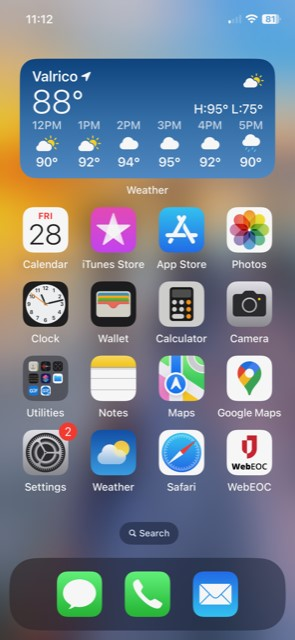 11:12
81
Valrico
88°
H:95° L:75°
12PM 1PM 2PM 3PM 4PM 5PM
90° 92° 94° 95° 92° 90°
Weather
FRI
28
Calendar iTunes Store App Store Photos
Clock Wallet Calculator Camera
Utilities Notes Maps Google Maps
2
WebEOC
Settings Weather Safari WebEOC
Search